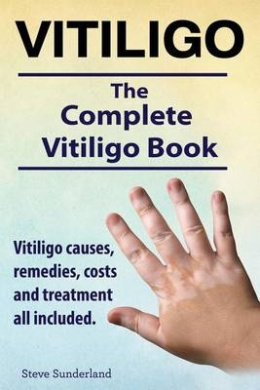 VITILIGO
The
Complete
Vitiligo Book
Vitiligo causes,
remedies, costs
and treatment
all included.
Steve Sunderland